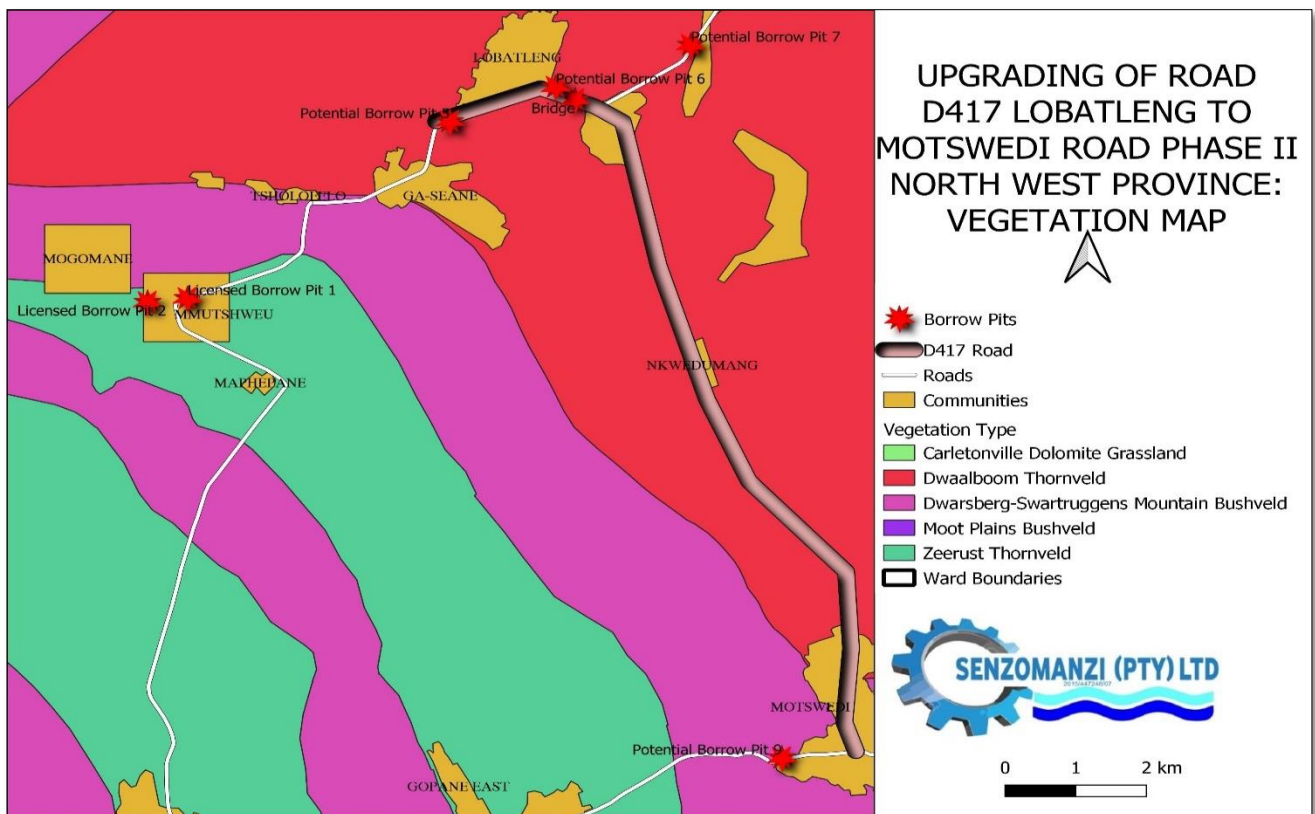 Potential Borrow Pit 7
LOBATLENG
Potential Borrow Pit 6
Bridge
Potential Borrow Pit
TSHOLOFELO
GA-SEANE
MOGOMANE
Licensed Borrow Pit 1
Licensed Borrow Pit 2
MMUTSHWEU
MAPHEPANE
NKWEDUMANG
MOTSWEDI
Potential Borrow Pit 9
GOPANE EAST
UPGRADING OF ROAD
D417 LOBATLENG TO
MOTSWEDI ROAD PHASE II
NORTH WEST PROVINCE:
VEGETATION MAP
Borrow Pits
D417 Road
Roads
Communities
Vegetation Type
Carletonville Dolomite Grassland
Dwaalboom Thornveld
Dwarsberg-Swartruggens Mountain Bushveld
Moot Plains Bushveld
Zeerust Thornveld
Ward Boundaries
SENZOMANZI (PTY) LTD
0 1 2 km